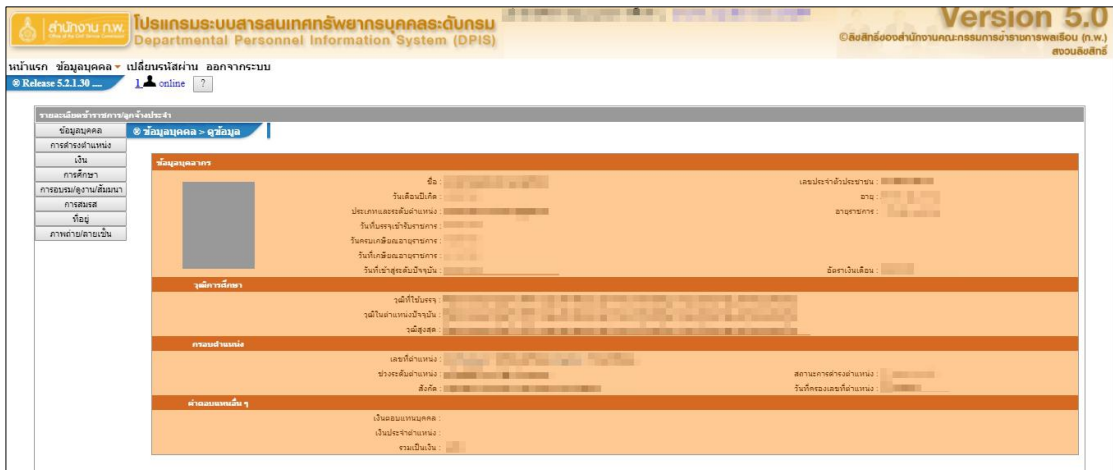 สำนักงาน ก.พ.
โปรแกรมระบบสารสนเทศทรัพยากรบุคคลระดับกรม
Departmental Personnel Information System (DPIS)
Version 5.0
©ลิขสิทธิ์ของสำนักงานคณะกรรมการข้าราชการพลเรือน (ก.พ.)
สงวนลิขสิทธิ์
หน้าแรก ข้อมูลบุคคล เปลี่ยนรหัสผ่าน ออกจากระบบ
® Release 5.2.1.30 .... 1 online ?
รายละเอียดข้าราชการ/ลูกจ้างประจำ
ข้อมูลบุคคล
® ข้อมูลบุคคล > ดูข้อมูล
การดำรงตำแหน่ง
เงิน
การศึกษา
การอบรม/ดูงาน/สัมมนา
การสมรส
ที่อยู่
ภาพถ่าย/ลายเซ็น
ข้อมูลบุคลากร
ชื่อ :
เลขประจำตัวประชาชน :
วันเดือนปีเกิด :
อายุ :
ประเภทและระดับตำแหน่ง :
อายุราชการ :
วันที่บรรจุเข้ารับราชการ :
วันครบเกษียณอายุราชการ :
วันที่เกษียณอายุราชการ :
วันที่เข้าสู่ระดับปัจจุบัน :
อัตราเงินเดือน :
วุฒิการศึกษา
วุฒิที่ใช้บรรจุ :
วุฒิในตำแหน่งปัจจุบัน :
วุฒิสูงสุด :
กรอบตำแหน่ง
เลขที่ตำแหน่ง :
ช่วงระดับตำแหน่ง :
สถานะการดำรงตำแหน่ง :
สังกัด :
วันที่ครองเลขที่ตำแหน่ง :
ค่าตอบแทนอื่น ๆ
เงินตอบแทนบุคคล :
เงินประจำตำแหน่ง :
รวมเป็นเงิน :